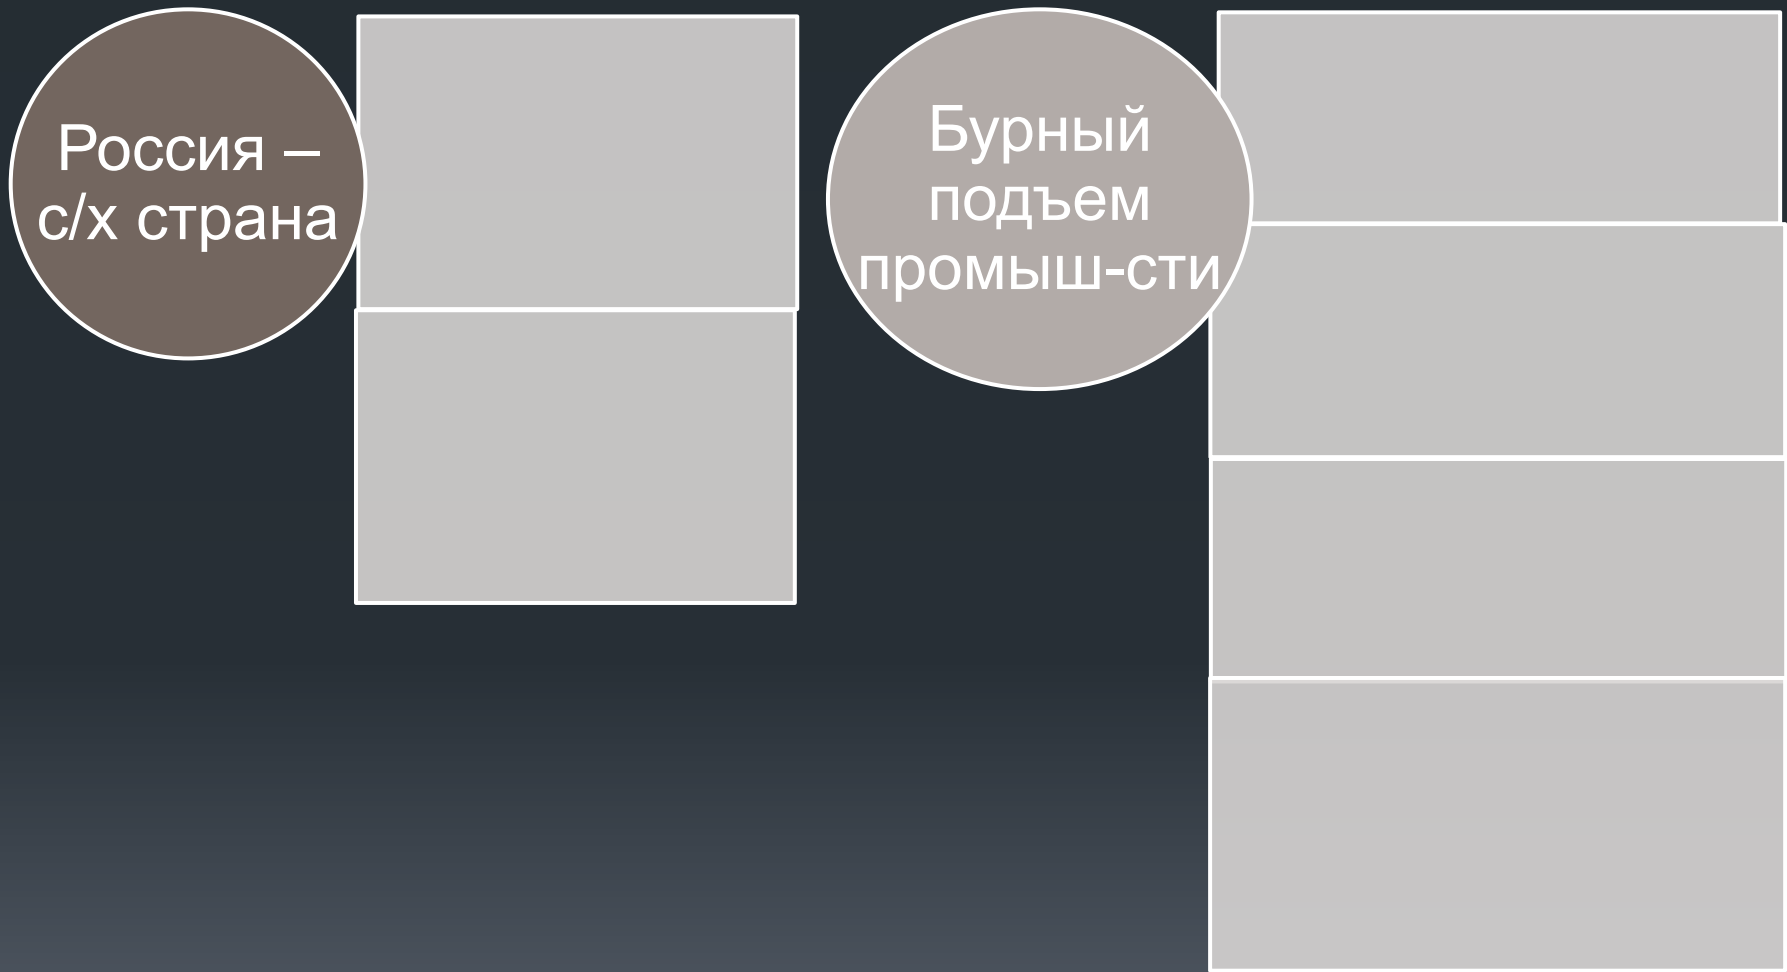 Россия –
с/х страна
Бурный
подъем
промыш-сти